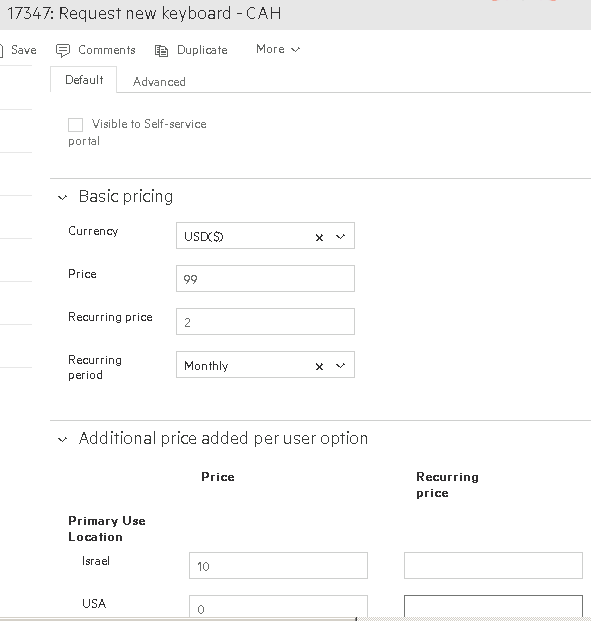 17347: Request new keyboard - CAH
Save Comments Duplicate More
Default Advanced
Visible to Self-service
portal
Basic pricing
Currency USD($)
Price 99
Recurring price 2
Recurring
period Monthly
Additional price added per user option
Price Recurring
price
Primary Use
Location
Israel 10
USA 0